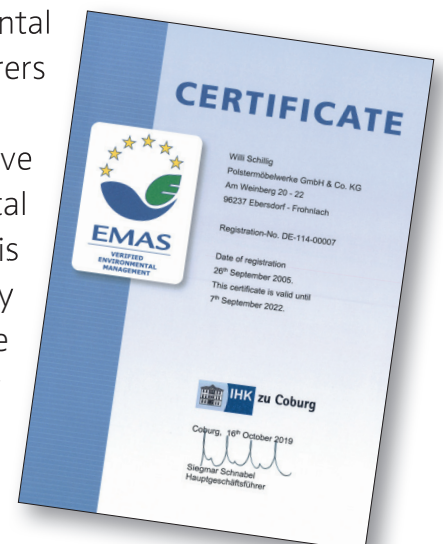 ntal
rers
ve
tal
is
y
e
CERTIFICATE
EMAS
VERIFIED
ENVIRONMENTAL
MANAGEMENT
Willi Schillig
Polstermöbelwerke GmbH & Co. KG
Am Weinberg 20 - 22
96237 Ebersdorf - Frohnlach
Registration-No. DE-114-00007
Date of registration
26th September 2005.
This certificate is valid until
7th September 2022.
IHK zu Coburg
Coburg, 16th October 2019
Siegmar Schnabel
Hauptgeschäftsführer